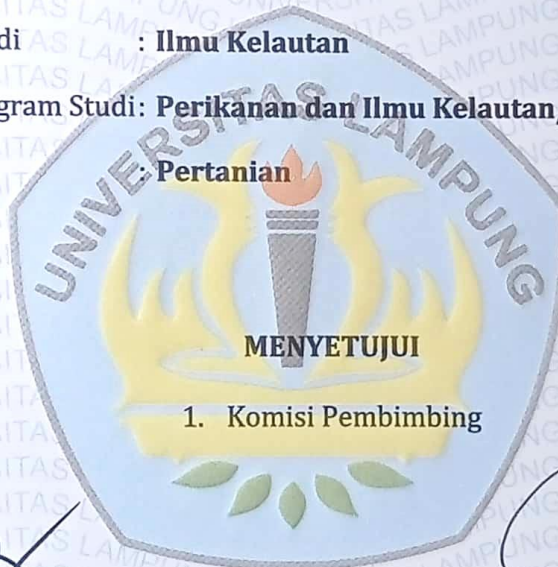 di : Ilmu Kelautan
gram Studi: Perikanan dan Ilmu Kelautan
: Pertanian
UNIVERSITAS LAMPUNG
MENYETUJUI
1. Komisi Pembimbing